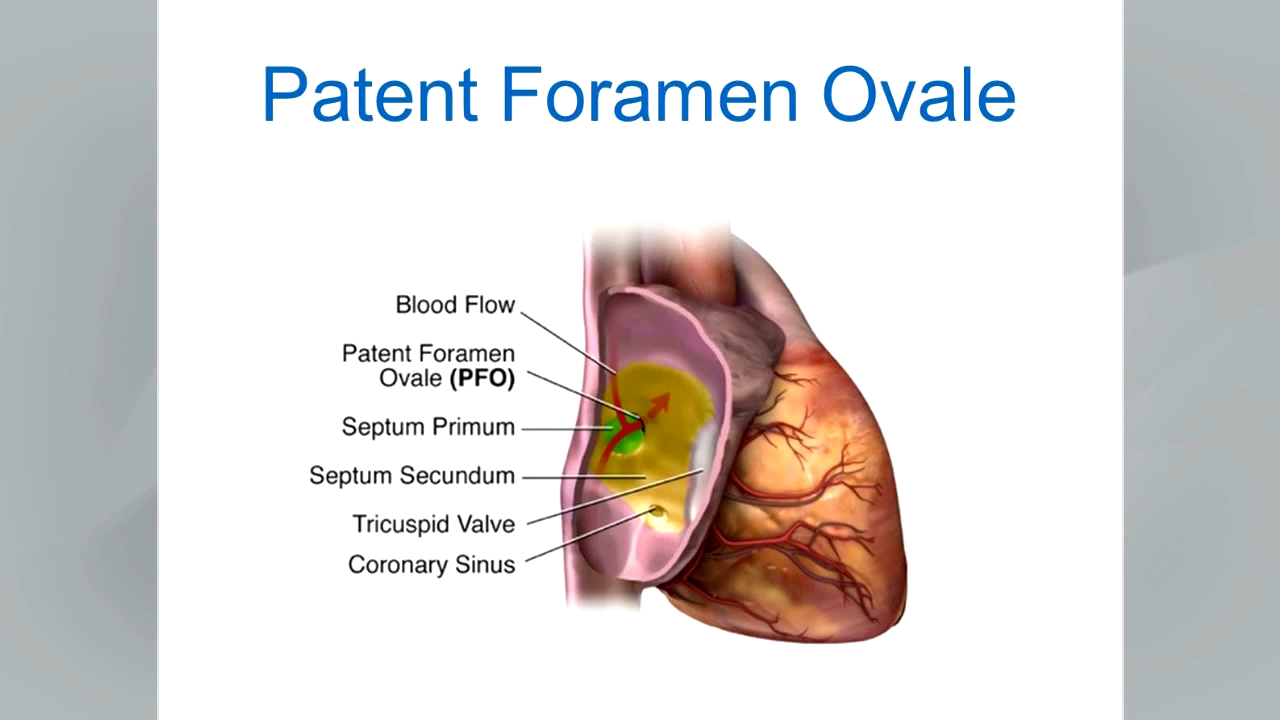 Patent Foramen Ovale
Blood Flow
Patent Foramen
Ovale (PFO)
Septum Primum
Septum Secundum
Tricuspid Valve
Coronary Sinus